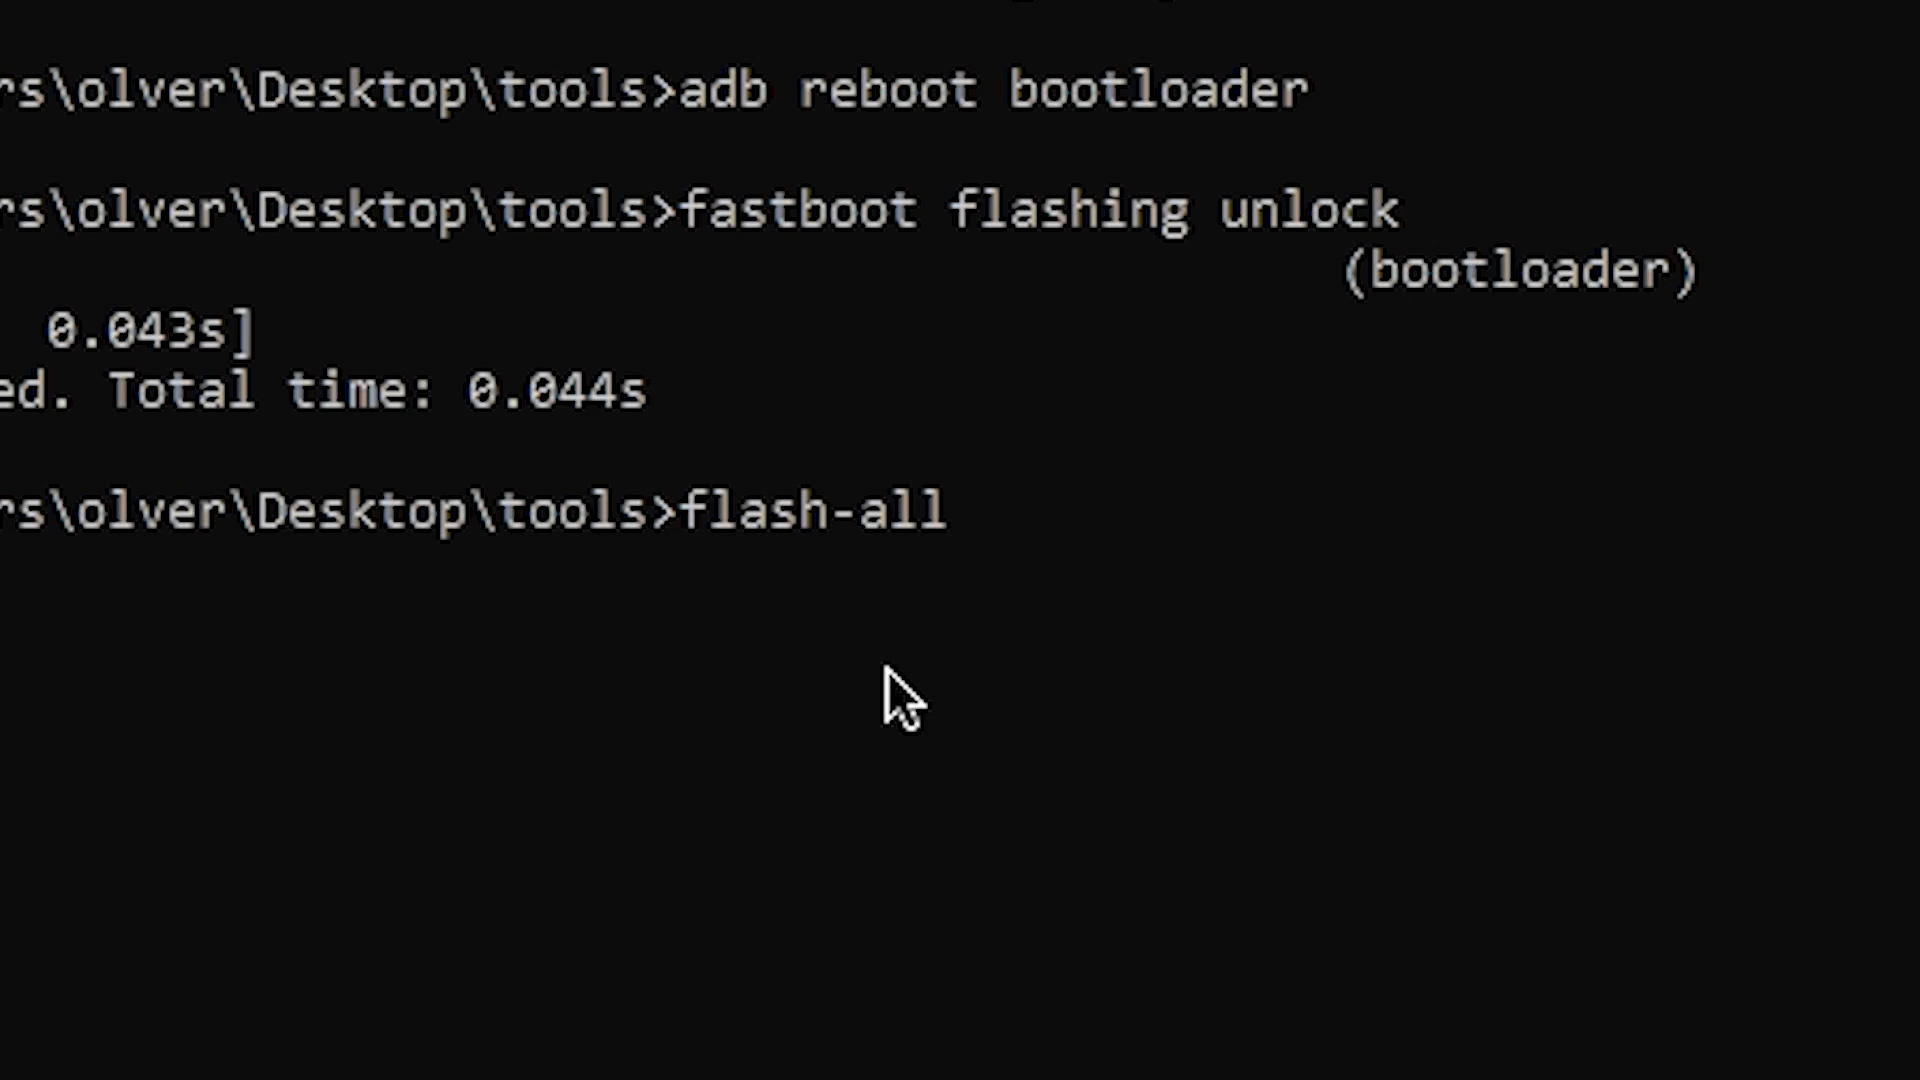 rs\olver\Desktop\tools>adb reboot bootloader
rs\olver\Desktop\tools>fastboot flashing unlock
(bootloader)
0.043s]
ed. Total time: 0.044s
rs\olver\Desktop\tools>flash-all